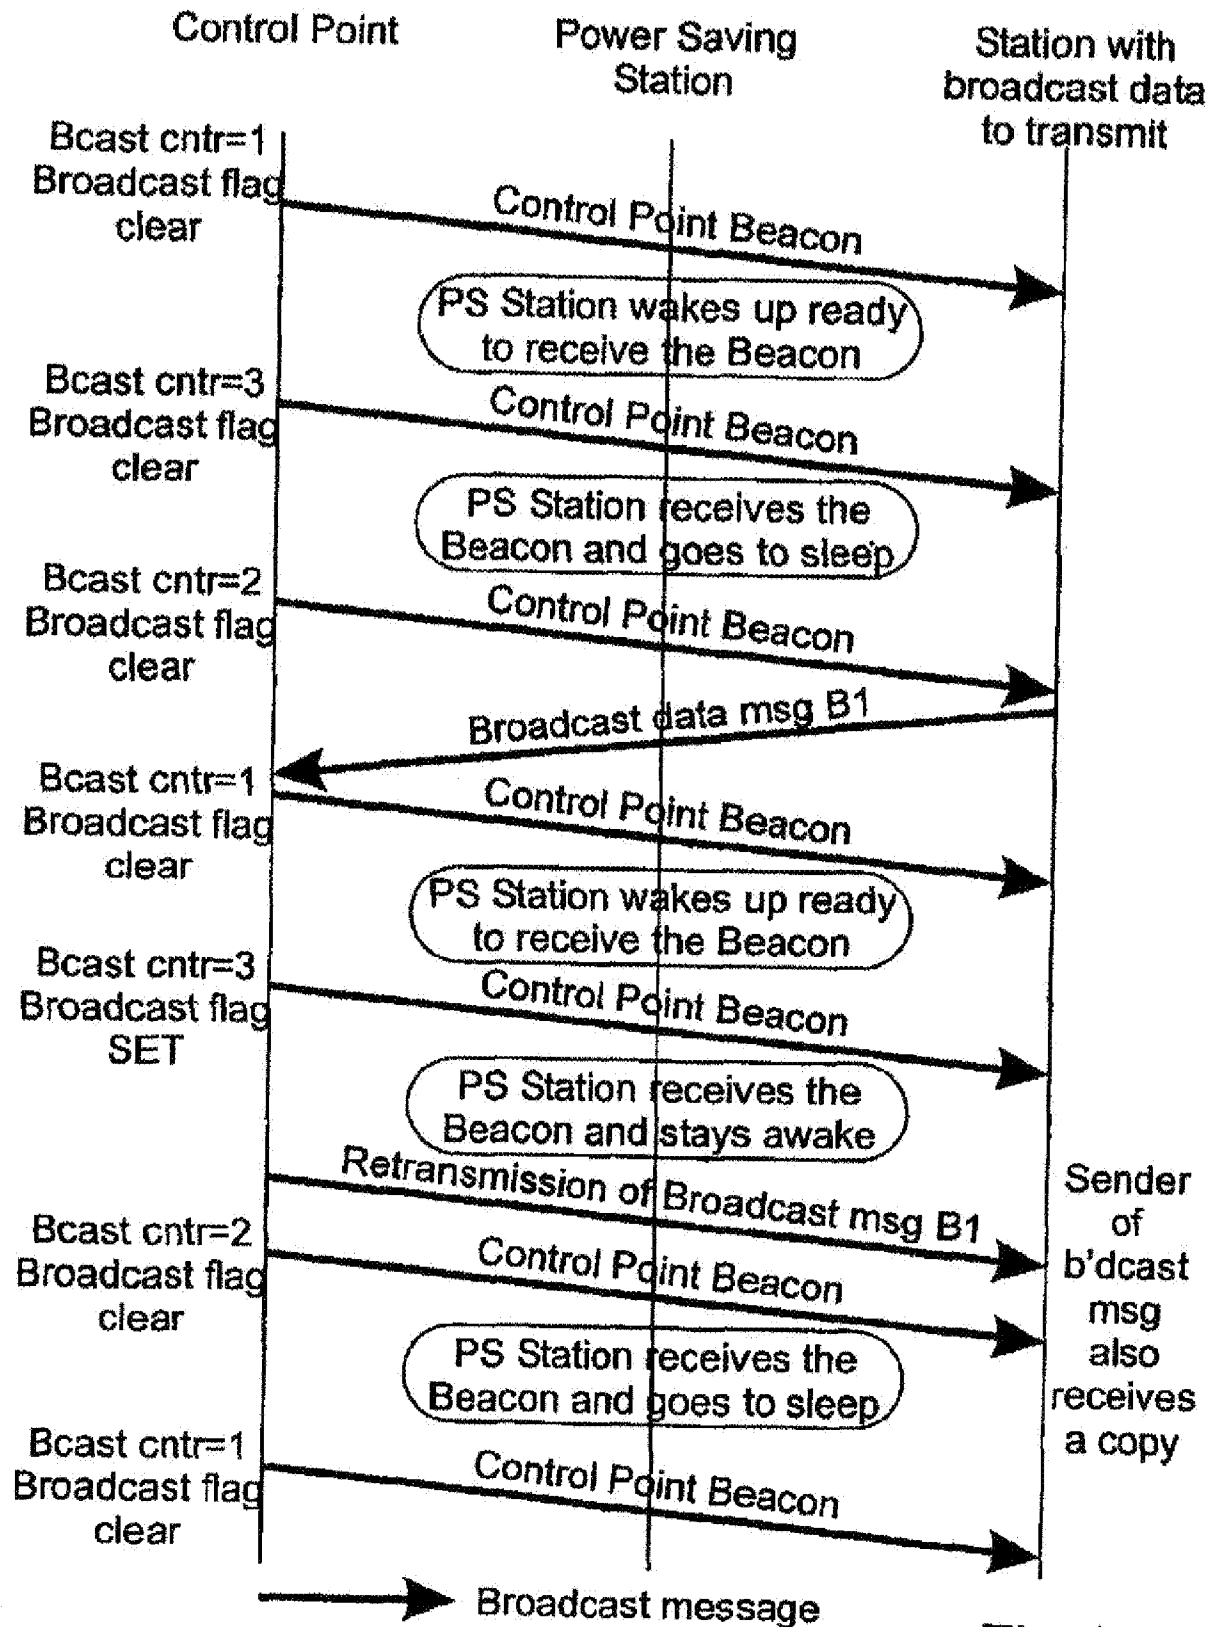 Control Point
Power Saving
Station
Station with
broadcast data
to transmit
Bcast cntr=1
Broadcast flag
clear
Control Point Beacon
PS Station wakes up ready
to receive the Beacon
Bcast cntr=3
Broadcast flag
clear
Control Point Beacon
PS Station receives the
Beacon and goes to sleep
Bcast cntr=2
Broadcast flag
clear
Control Point Beacon
Broadcast data msg B1
Bcast cntr=1
Broadcast flag
clear
Control Point Beacon
PS Station wakes up ready
to receive the Beacon
Bcast cntr=3
Broadcast flag
SET
Control Point Beacon
PS Station receives the
Beacon and stays awake
Retransmission of Broadcast msg B1
Sender
of
b'dcast
msg
also
receives
a copy
Bcast cntr=2
Broadcast flag
clear
Control Point Beacon
PS Station receives the
Beacon and goes to sleep
Bcast cntr=1
Broadcast flag
clear
Control Point Beacon
Broadcast message